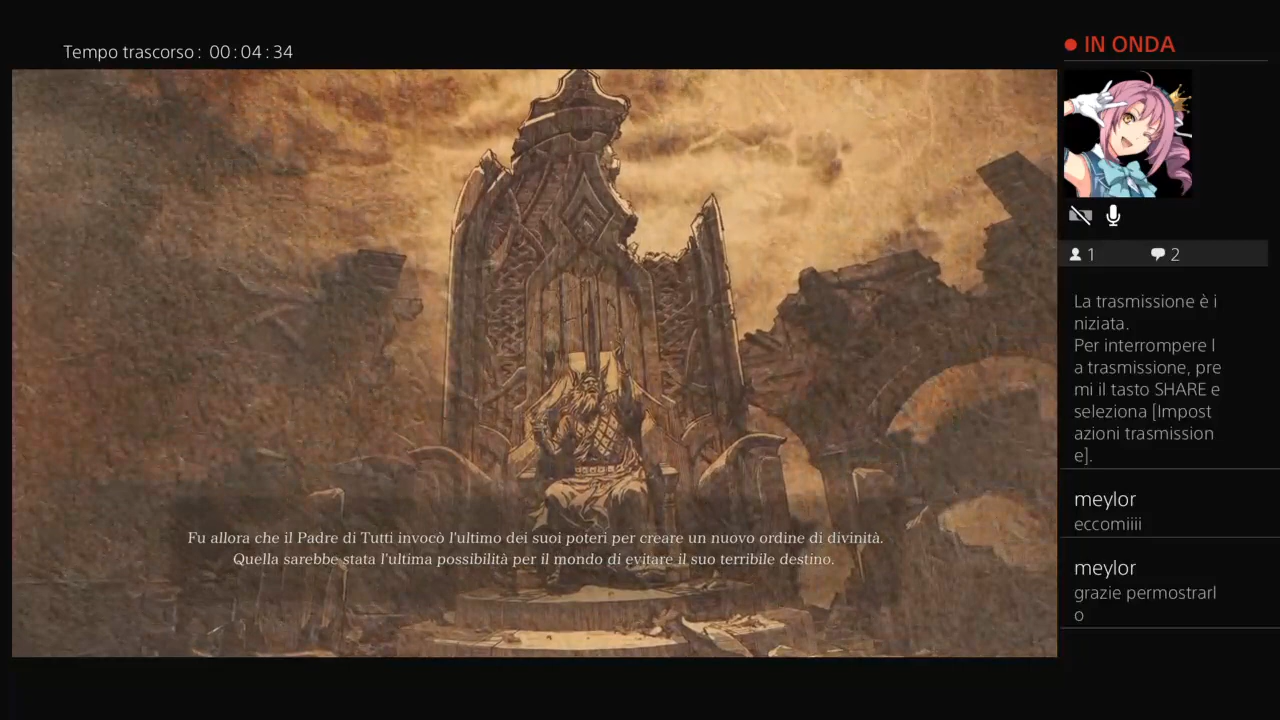 Tempo trascorso: 00:04:34
IN ONDA
1 2
La trasmissione è i
niziata.
Per interrompere l
a trasmissione, pre
mi il tasto SHARE e
seleziona [Impost
azioni trasmission
e].
meylor
eccomiiii
meylor
grazie permostrarl
o
Fu allora che il Padre di Tutti invocò l'ultimo dei suoi poteri per creare un nuovo ordine di divinità.
Quella sarebbe stata l'ultima possibilità per il mondo di evitare il suo terribile destino.